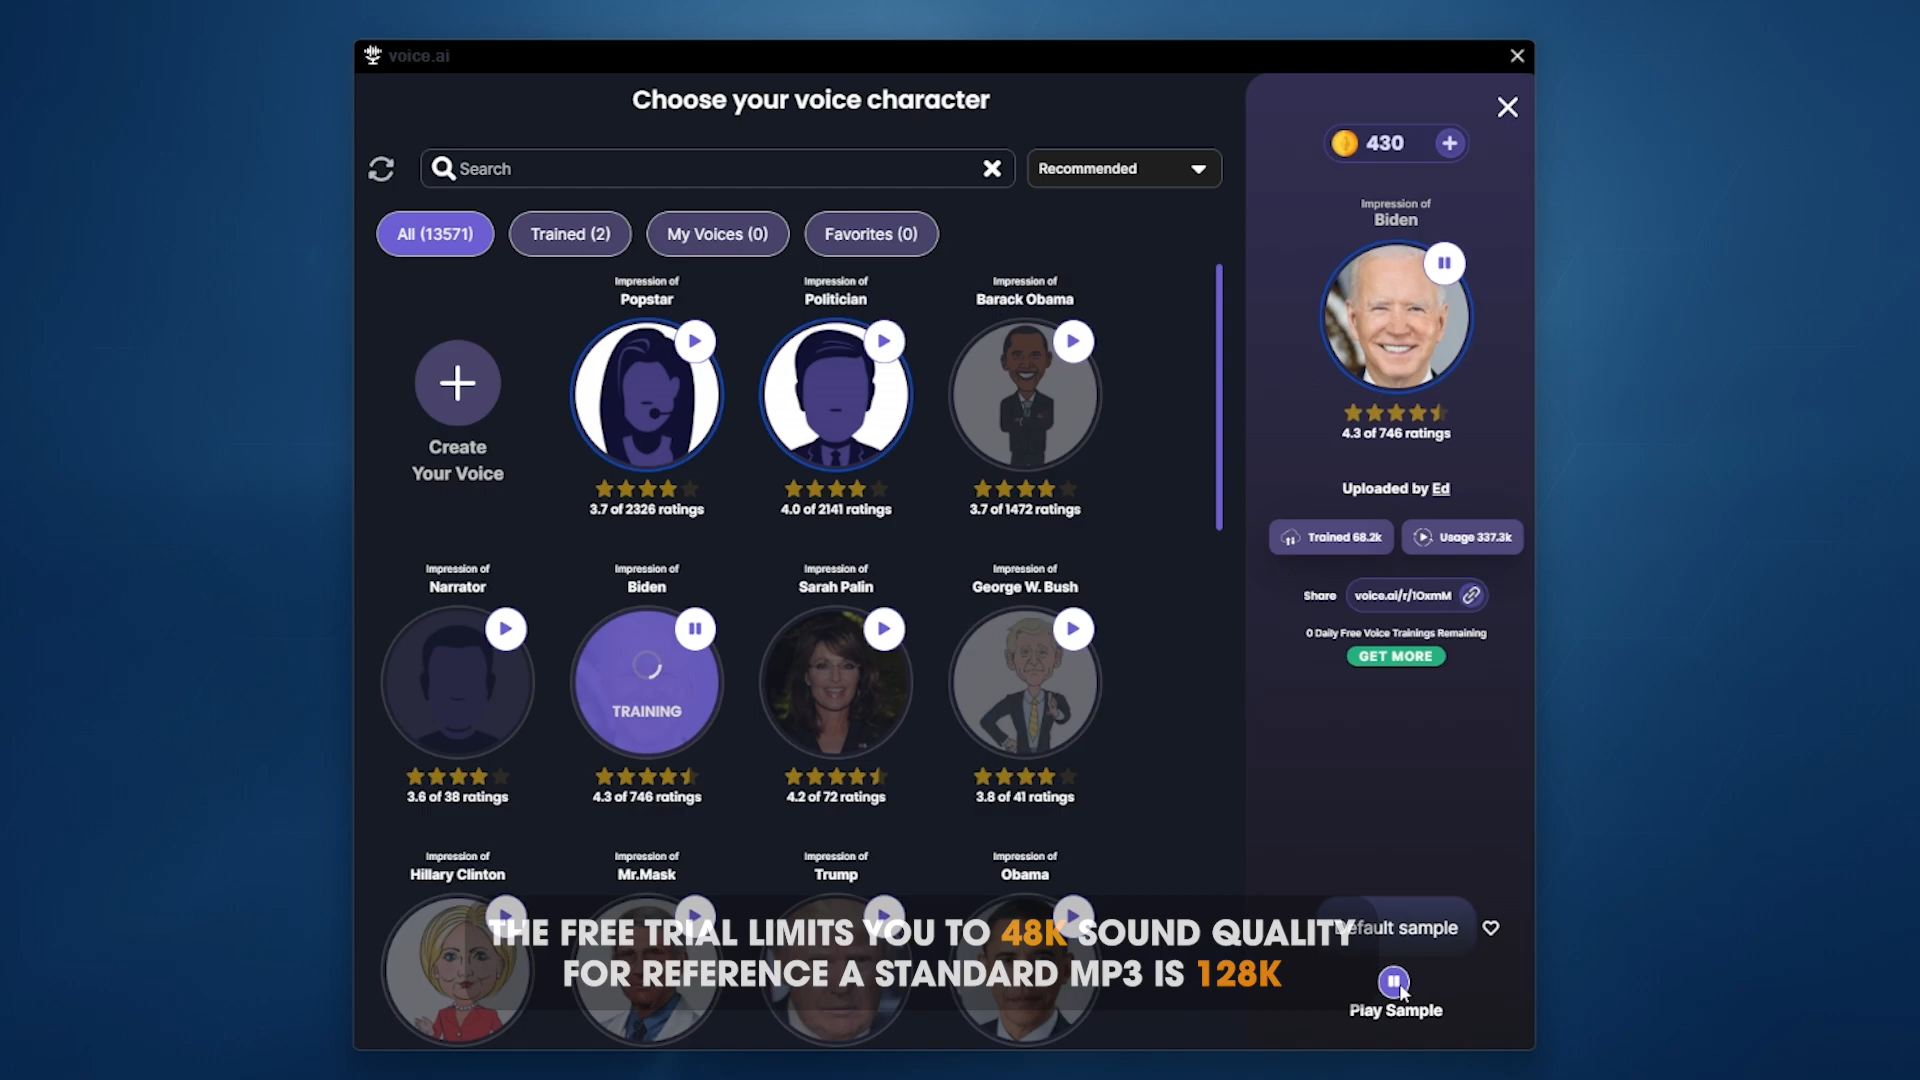 voice.ai
Choose your voice character
Search
Recommended
All (13571)
Trained (2)
My Voices (0)
Favorites (0)
Create
Your Voice
Impression of
Popstar
3.7 of 2326 ratings
Impression of
Politician
4.0 of 2141 ratings
Impression of
Barack Obama
3.7 of 1472 ratings
Impression of
Narrator
3.6 of 38 ratings
Impression of
Biden
TRAINING
4.3 of 746 ratings
Impression of
Sarah Palin
4.2 of 72 ratings
Impression of
George W. Bush
3.8 of 41 ratings
Impression of
Hillary Clinton
Impression of
Mr.Mask
Impression of
Trump
Impression of
Obama
430
Impression of
Biden
4.3 of 746 ratings
Uploaded by Ed
Trained 68.2k
Usage 337.3k
Share
voice.ai/r/1OxmM
0 Daily Free Voice Trainings Remaining
GET MORE
Default sample
Play Sample
THE FREE TRIAL LIMITS YOU TO 48K SOUND QUALITY
FOR REFERENCE A STANDARD MP3 IS 128K